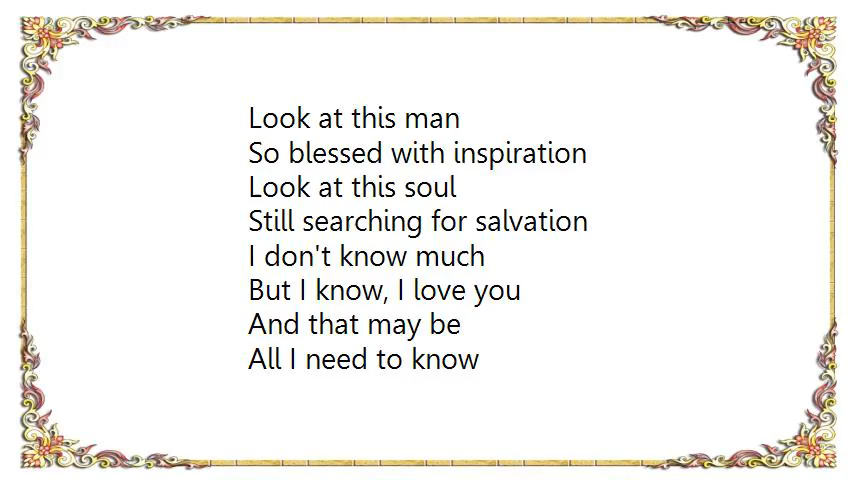 Look at this man
So blessed with inspiration
Look at this soul
Still searching for salvation
I don't know much
But I know, I love you
And that may be
All I need to know